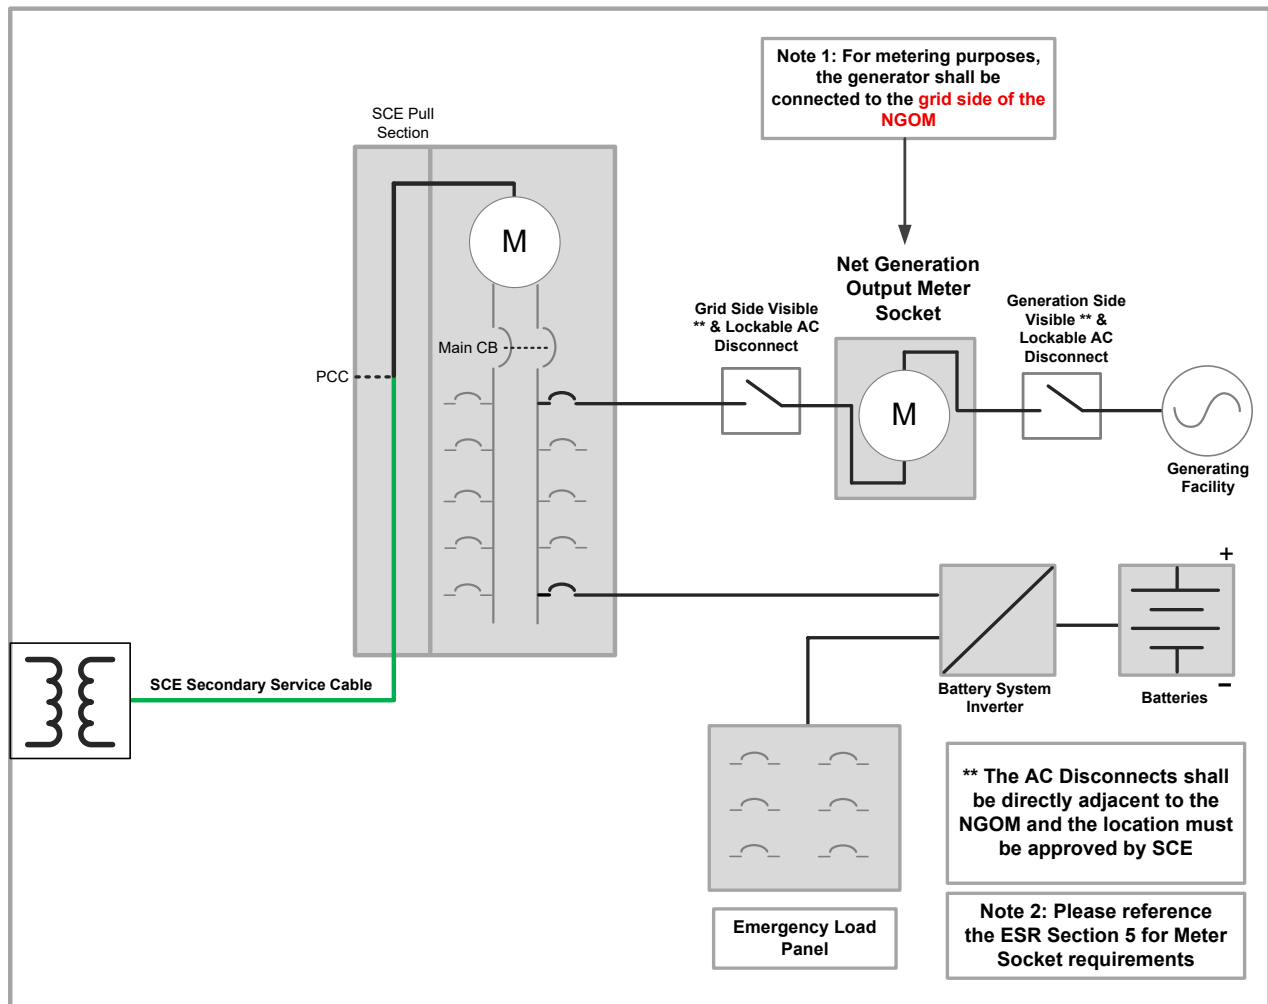 Note 1: For metering purposes,
the generator shall be
connected to the grid side of the
NGOM
SCE Pull
Section
M
Net Generation
Output Meter
Socket
Grid Side Visible
** & Lockable AC
Disconnect
Generation Side
Visible ** &
Lockable AC
Disconnect
Main CB
PCC
M
Generating
Facility
+
SCE Secondary Service Cable
Battery System
Inverter
Batteries
–
** The AC Disconnects shall
be directly adjacent to the
NGOM and the location must
be approved by SCE
Emergency Load
Panel
Note 2: Please reference
the ESR Section 5 for Meter
Socket requirements